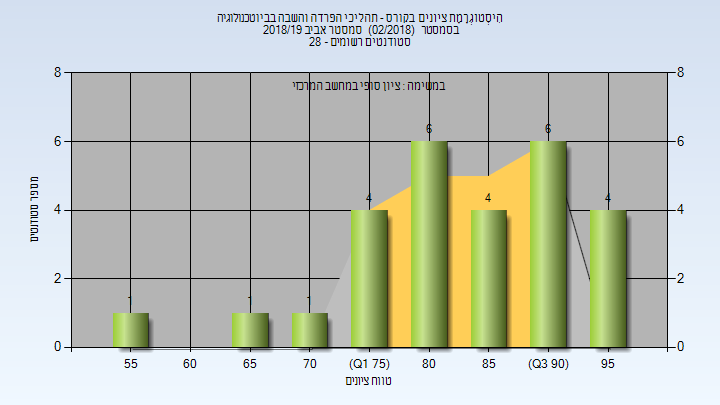 היסטוגרמת ציונים בקורס - תהליכי הפרדה והשבה בביוטכנולוגיה
בסמסטר (02/2018) סמסטר אביב 2018/19
סטודנטים רשומים - 28
במשימה : ציון סופי במחשב המרכזי
8 8
6 6
6 6
4 4 4
4 4
2 2
1 1 1
0 0
55 60 65 70 (Q1 75) 80 85 (Q3 90) 95
טווח ציונים
מספר סטודנטים